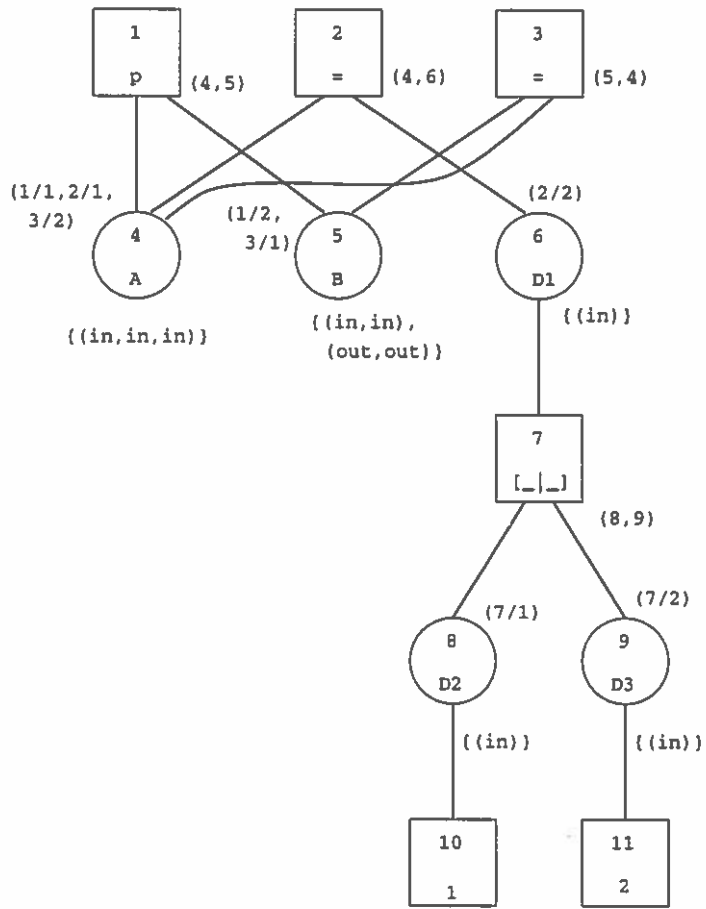 1
p
(4,5)
2
=
(4,6)
3
=
(5,4)
(1/1,2/1,
3/2)
4
A
{(in,in,in)}
(1/2,
3/1)
5
B
{(in,in),
(out,out)}
(2/2)
6
D1
{(in)}
7
[_|_]
(8,9)
(7/1)
8
D2
{(in)}
(7/2)
9
D3
{(in)}
10
1
11
2